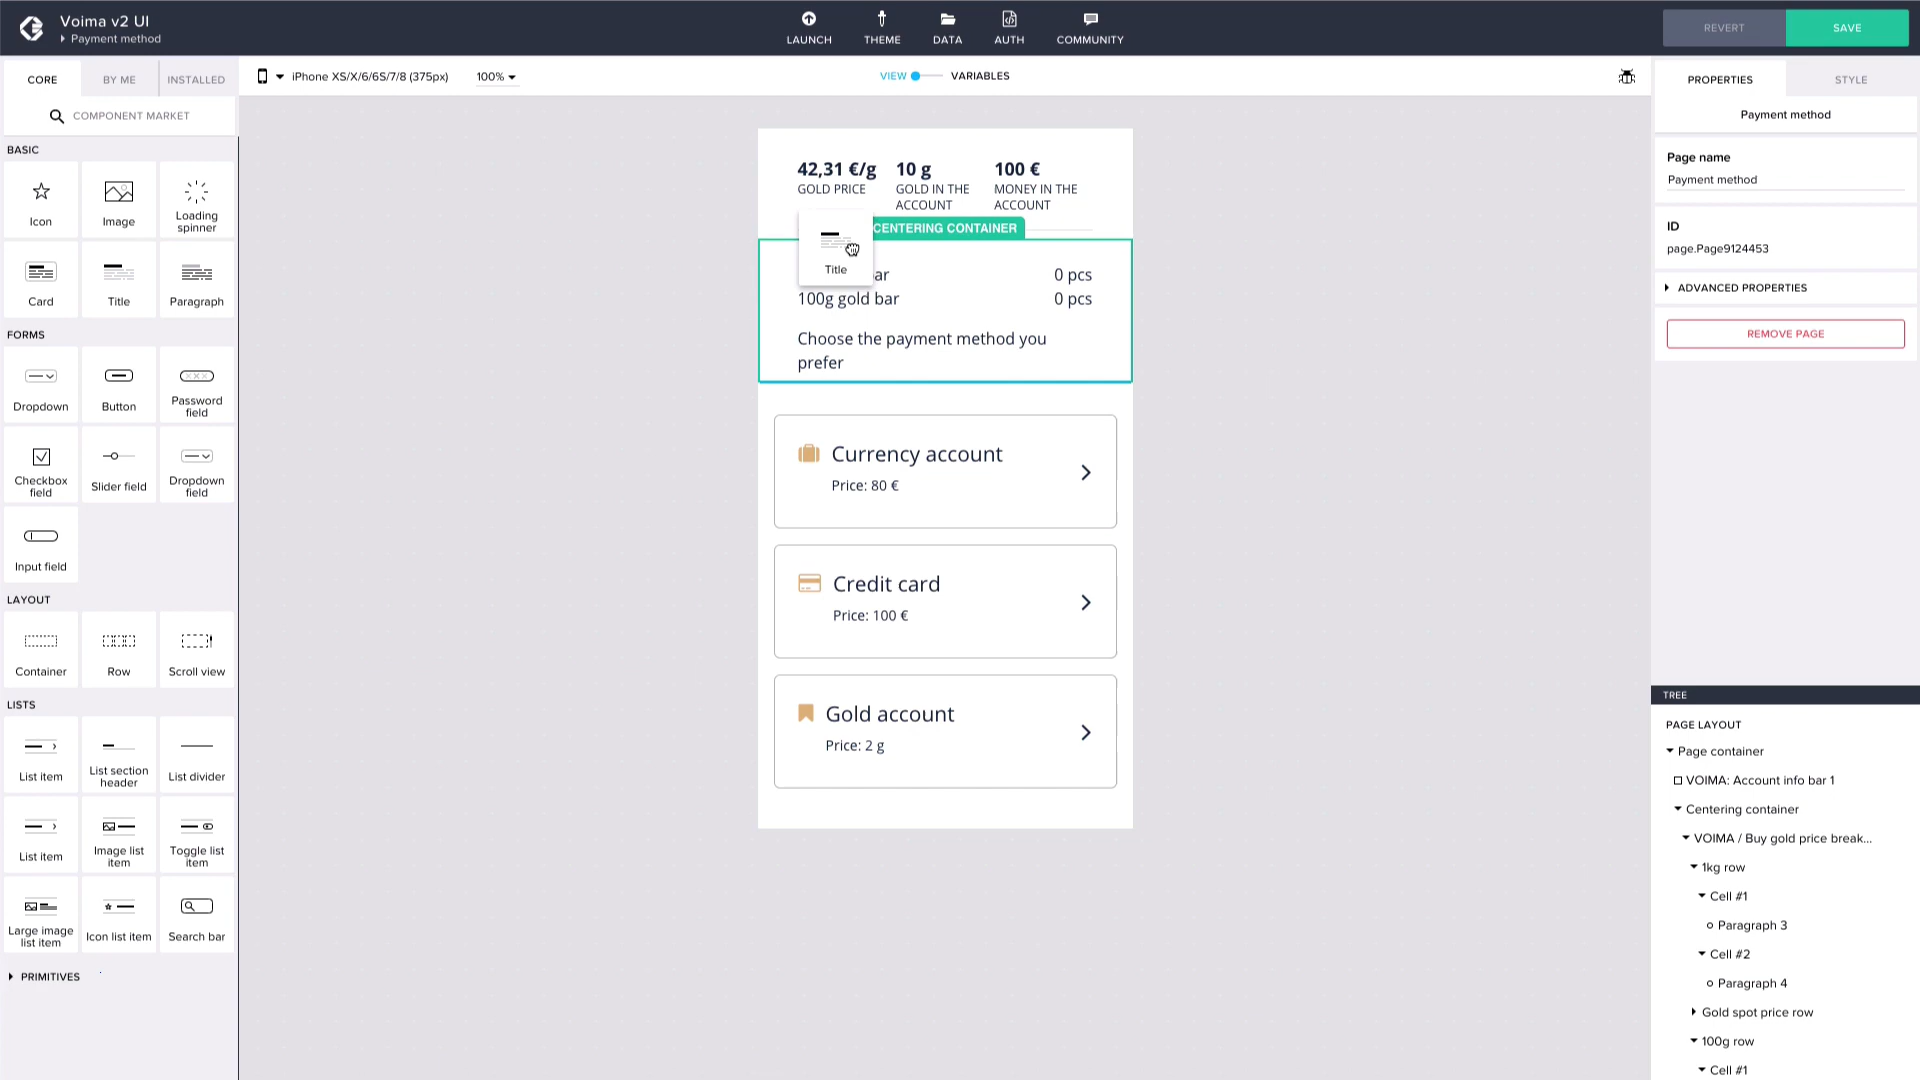 Voima v2 UI
Payment method
LAUNCH
THEME
DATA
AUTH
COMMUNITY
REVERT
SAVE
CORE
BY ME
INSTALLED
iPhone XS/X/6/6S/7/8 (375px)
100%
VIEW
VARIABLES
PROPERTIES
STYLE
COMPONENT MARKET
BASIC
Icon
Image
Loading
spinner
Card
Title
Paragraph
FORMS
Dropdown
Button
Password
field
Checkbox
field
Slider field
Dropdown
field
Input field
LAYOUT
Container
Row
Scroll view
LISTS
List item
List section
header
List divider
List item
Image list
item
Toggle list
item
Large image
list item
Icon list item
Search bar
PRIMITIVES
42,31 €/g
GOLD PRICE
10 g
GOLD IN THE
ACCOUNT
100 €
MONEY IN THE
ACCOUNT
CENTERING CONTAINER
Title
ar
0 pcs
100g gold bar
0 pcs
Choose the payment method you
prefer
Currency account
Price: 80 €
Credit card
Price: 100 €
Gold account
Price: 2 g
Payment method
Page name
Payment method
ID
page.Page9124453
ADVANCED PROPERTIES
REMOVE PAGE
TREE
PAGE LAYOUT
Page container
VOIMA: Account info bar 1
Centering container
VOIMA / Buy gold price break...
1kg row
Cell #1
Paragraph 3
Cell #2
Paragraph 4
Gold spot price row
100g row
Cell #1